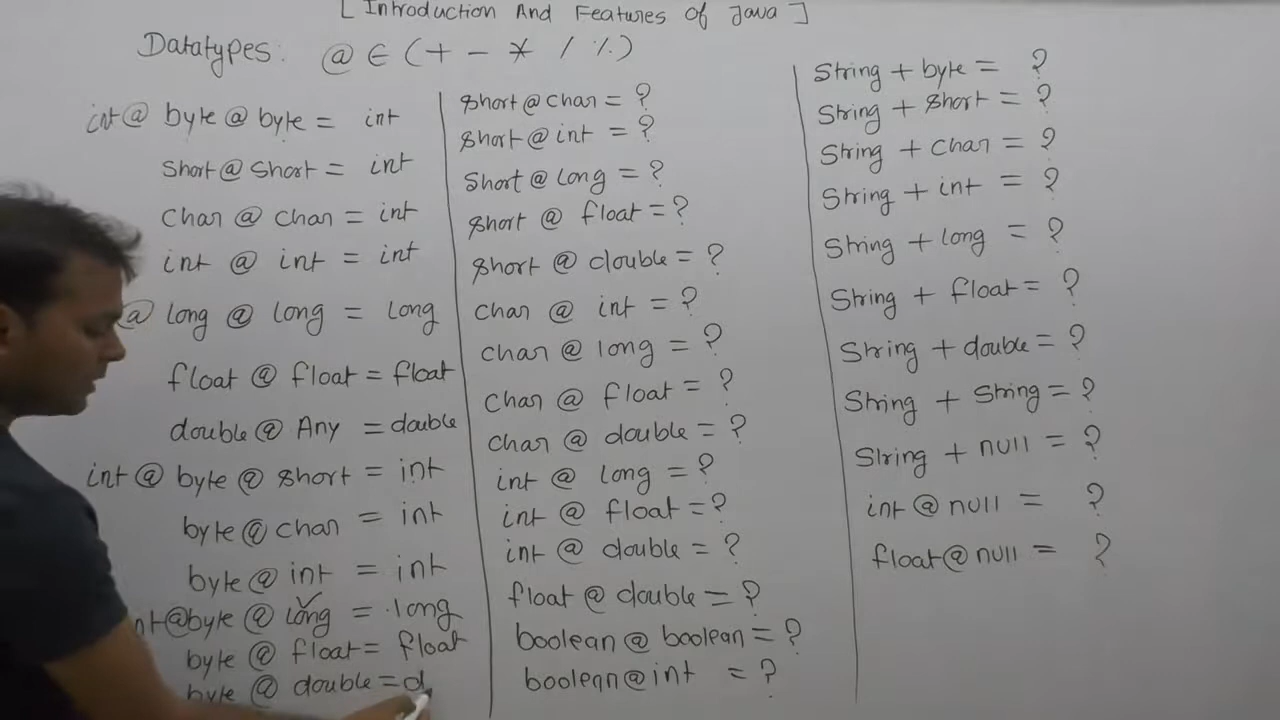 [ Introduction And Features of Java ]
Datatypes: @ ∈ ( + - * / % )
int @ byte @ byte = int
short @ short = int
char @ char = int
int @ int = int
@ long @ long = long
float @ float = float
double @ Any = double
int @ byte @ short = int
byte @ char = int
byte @ int = int
nt @ byte @ long = long
byte @ float = float
byte @ double = d
short @ char = ?
short @ int = ?
short @ long = ?
short @ float = ?
short @ double = ?
char @ int = ?
char @ long = ?
char @ float = ?
char @ double = ?
int @ long = ?
int @ float = ?
int @ double = ?
float @ double = ?
boolean @ boolean = ?
boolean @ int = ?
String + byte = ?
String + short = ?
String + char = ?
String + int = ?
String + long = ?
String + float = ?
String + double = ?
String + String = ?
String + null = ?
int @ null = ?
float @ null = ?